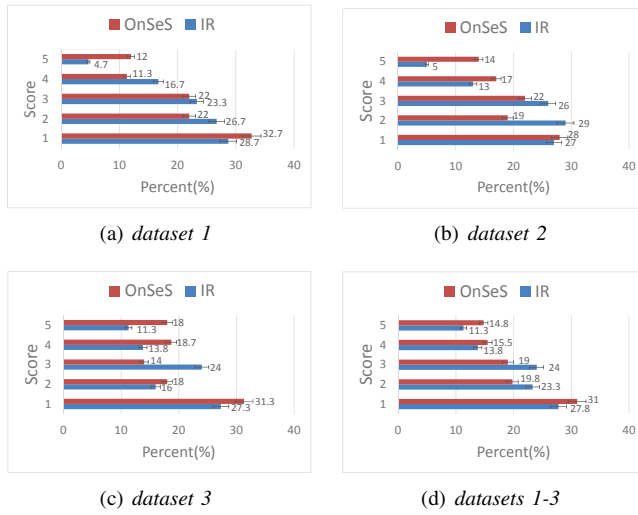 OnSeS IR
Score
5 12
4.7
4 11.3
16.7
3 22
23.3
2 22
26.7
1 32.7
28.7
0 10 20 30 40
Percent(%)
(a) dataset 1
OnSeS IR
Score
5 14
5
4 17
13
3 22
26
2 19
29
1 28
27
0 10 20 30 40
Percent(%)
(b) dataset 2
OnSeS IR
Score
5 18
11.3
4 18.7
13.8
3 14
24
2 18
16
1 31.3
27.3
0 10 20 30 40
Percent(%)
(c) dataset 3
OnSeS IR
Score
5 14.8
11.3
4 15.5
13.8
3 19
24
2 19.8
23.3
1 31
27.8
0 10 20 30 40
Percent(%)
(d) datasets 1-3